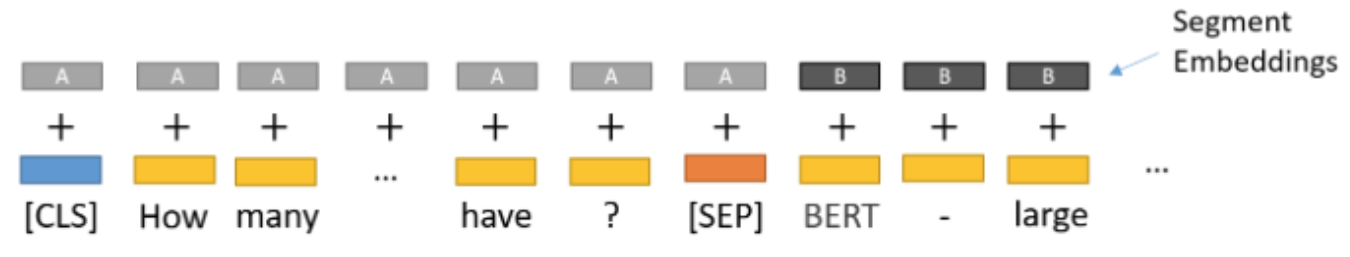 Segment
Embeddings
A A A A A A A B B B
+ + + + + + + + + +
... ...
[CLS] How many have ? [SEP] BERT - large